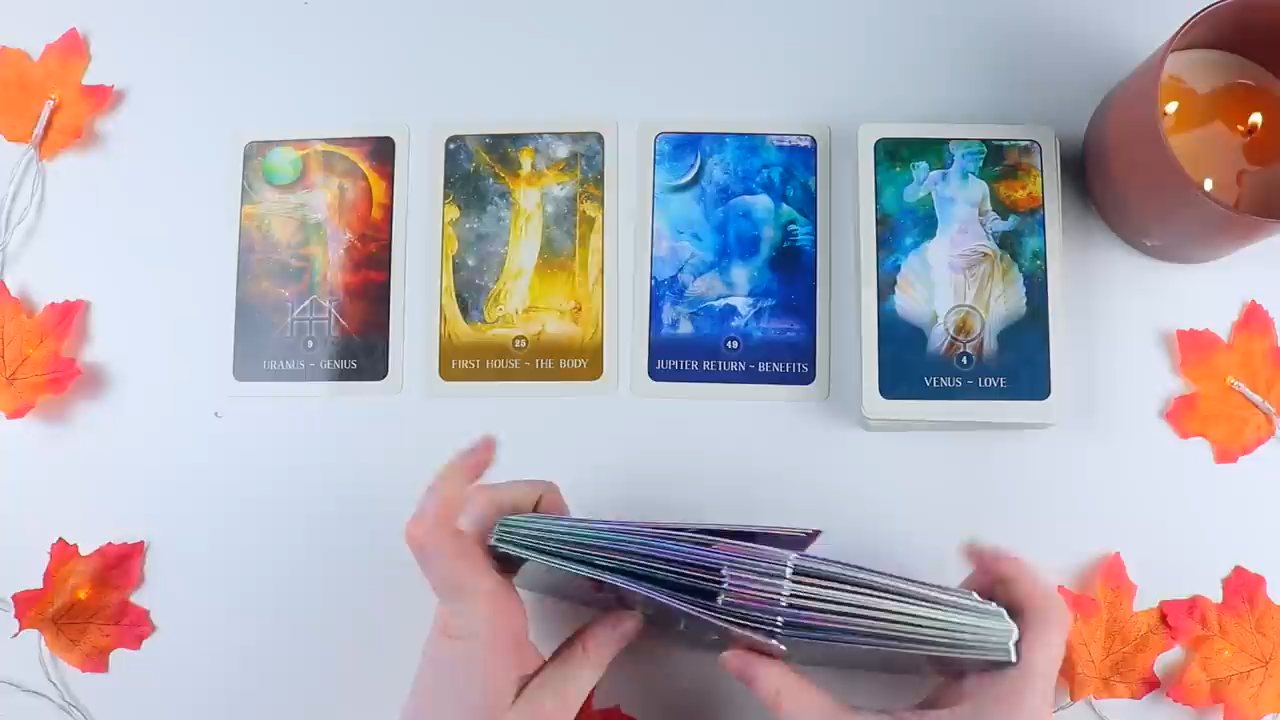 9
URANUS ~ GENIUS
25
FIRST HOUSE ~ THE BODY
49
JUPITER RETURN ~ BENEFITS
4
VENUS ~ LOVE